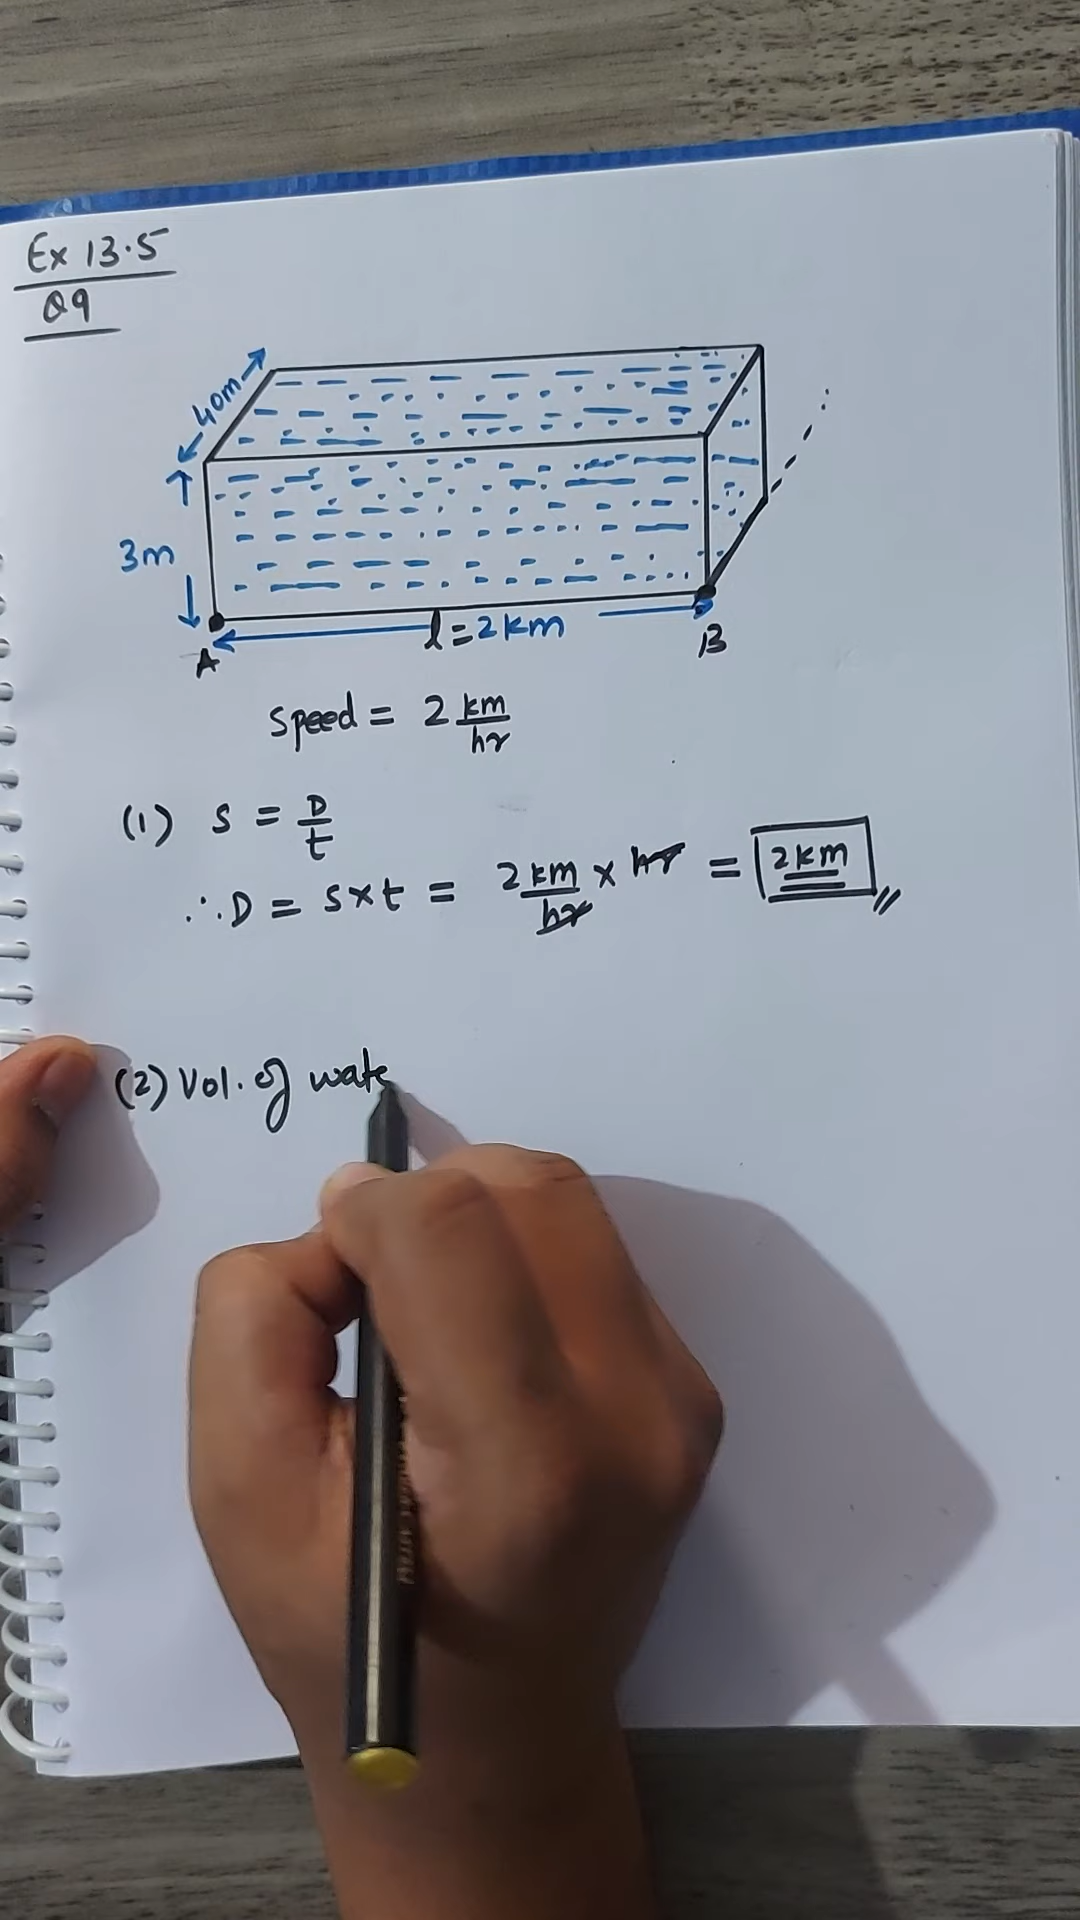 Ex 13.5
Q9
40m
3m
l = 2 km
A
B
Speed = 2 km/hr
(1) S = D/t
∴ D = S × t = 2 km/hr × hr = 2 km
(2) Vol. of wate